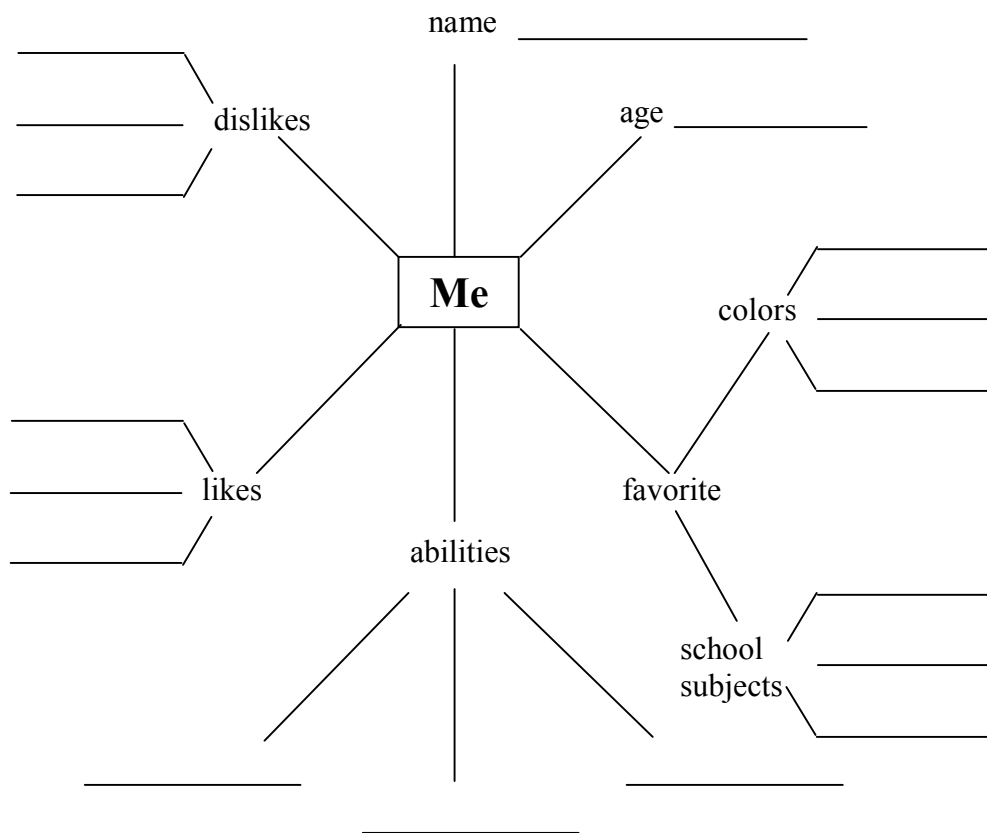 name
dislikes
age
Me
colors
likes
favorite
abilities
school
subjects